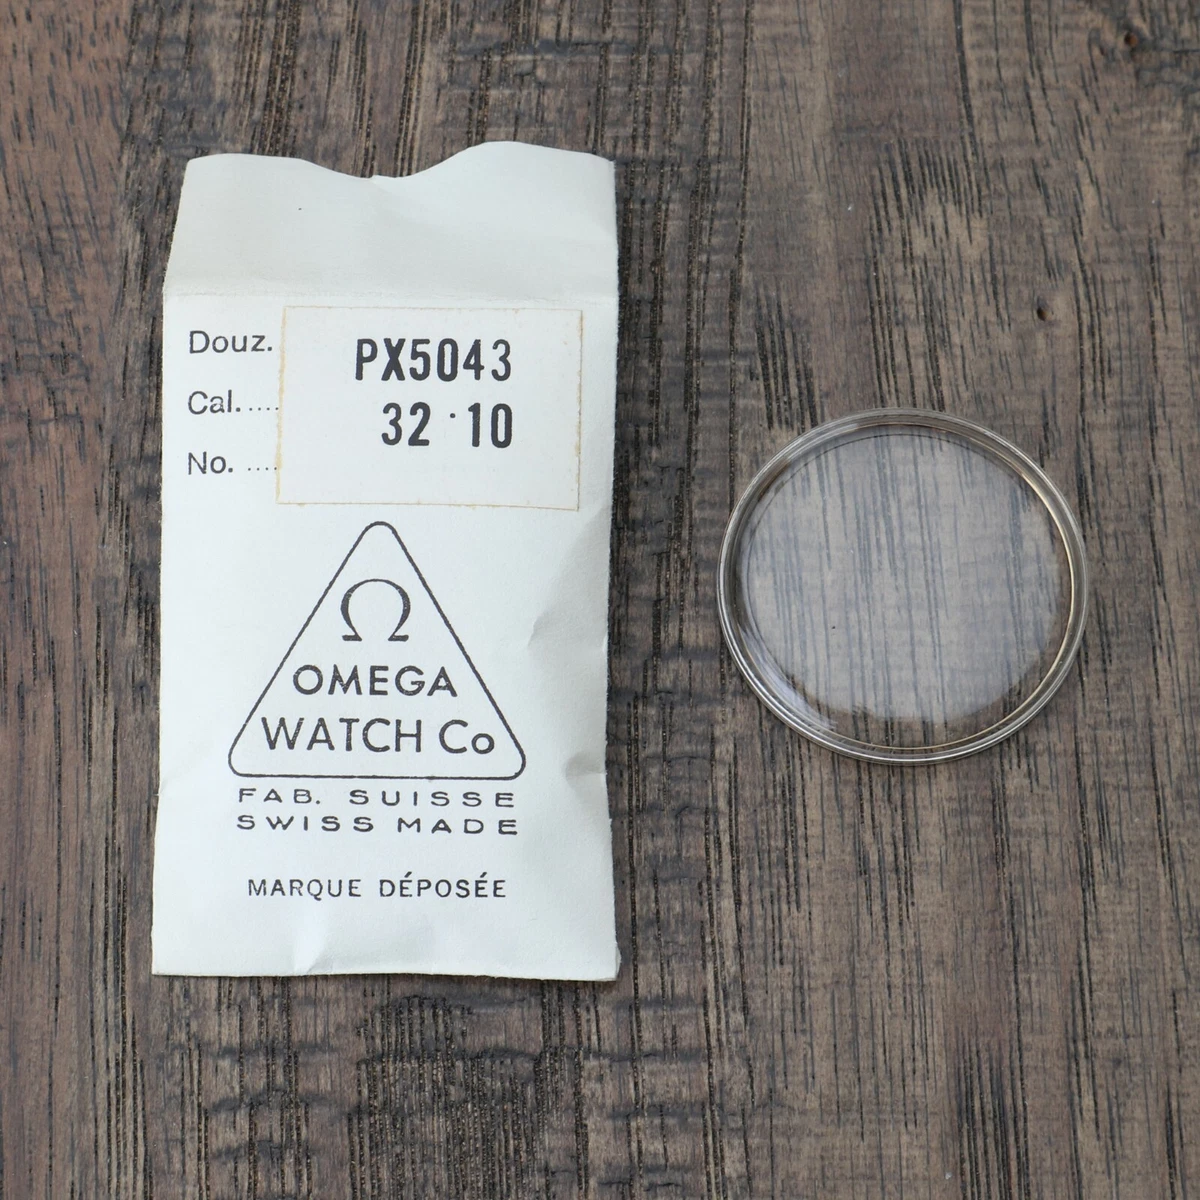 Douz.
PX5043
Cal. ....
32·10
No. ....
Ω
OMEGA
WATCH Co
FAB. SUISSE
SWISS MADE
MARQUE DÉPOSÉE